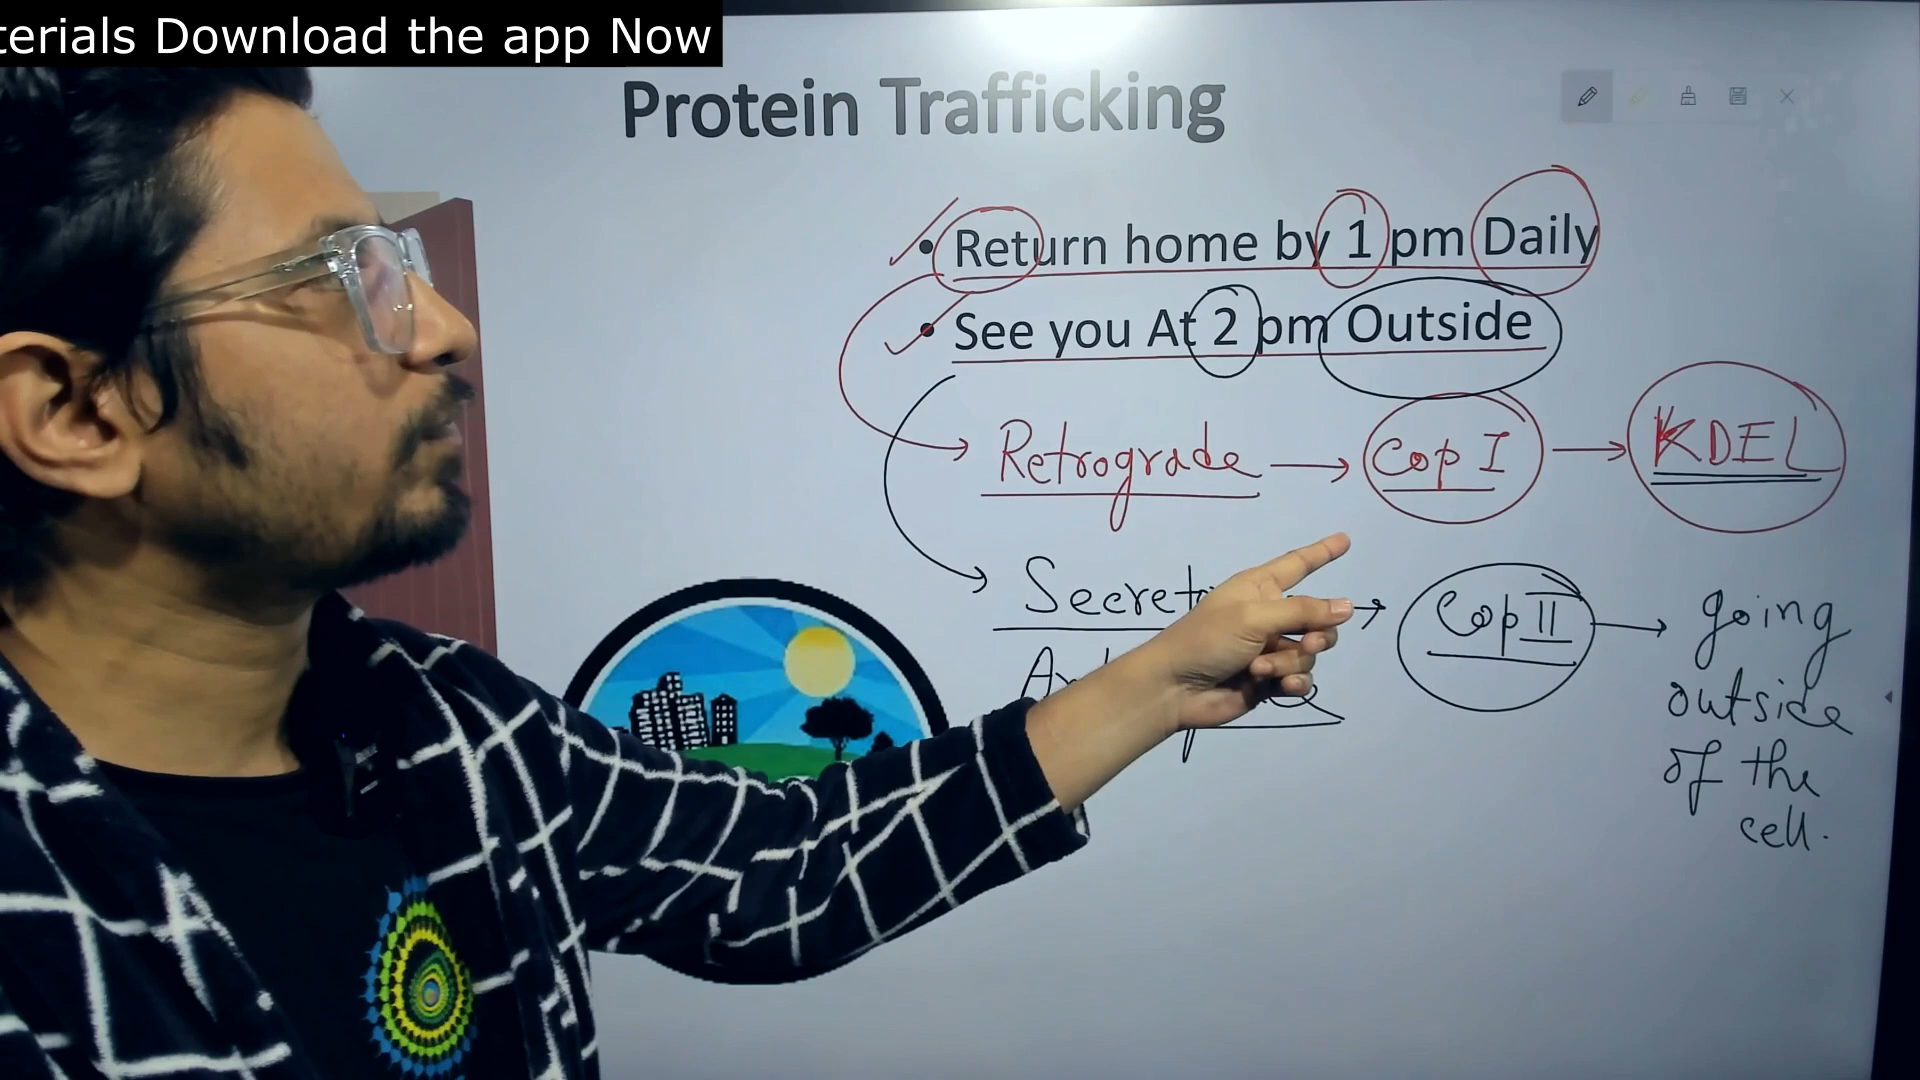 terials Download the app Now
Protein Trafficking
• Return home by 1 pm Daily
• See you At 2 pm Outside
Retrograde → Cop I → KDEL
→ Cop II → going
outside
of the
cell.